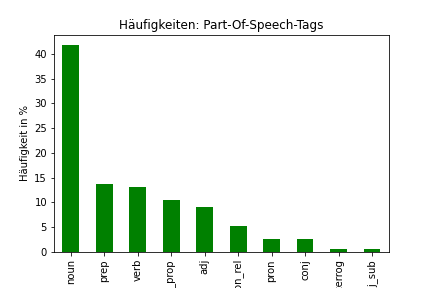 Häufigkeiten: Part-Of-Speech-Tags
Häufigkeit in %
40
35
30
25
20
15
10
5
0
noun
prep
verb
_prop
adj
on_rel
pron
conj
errog
j_sub